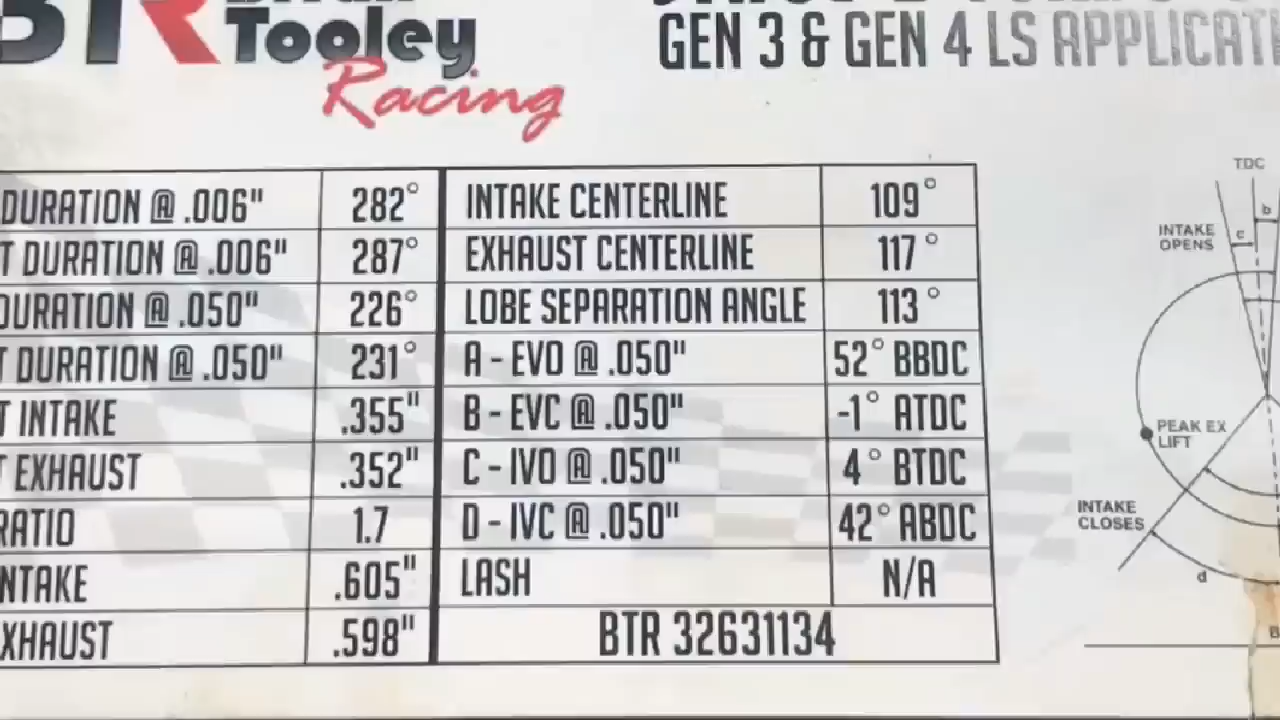 BTR
Tooley
Racing
GEN 3 & GEN 4 LS APPLICATI
DURATION @ .006" 282° INTAKE CENTERLINE 109°
T DURATION @ .006" 287° EXHAUST CENTERLINE 117°
DURATION @ .050" 226° LOBE SEPARATION ANGLE 113°
T DURATION @ .050" 231° A - EVO @ .050" 52° BBDC
T INTAKE .355" B - EVC @ .050" -1° ATDC
T EXHAUST .352" C - IVO @ .050" 4° BTDC
RATIO 1.7 D - IVC @ .050" 42° ABDC
NTAKE .605" LASH N/A
XHAUST .598" BTR 32631134
TDC
b
INTAKE
OPENS
c
PEAK EX
LIFT
INTAKE
CLOSES
d
B